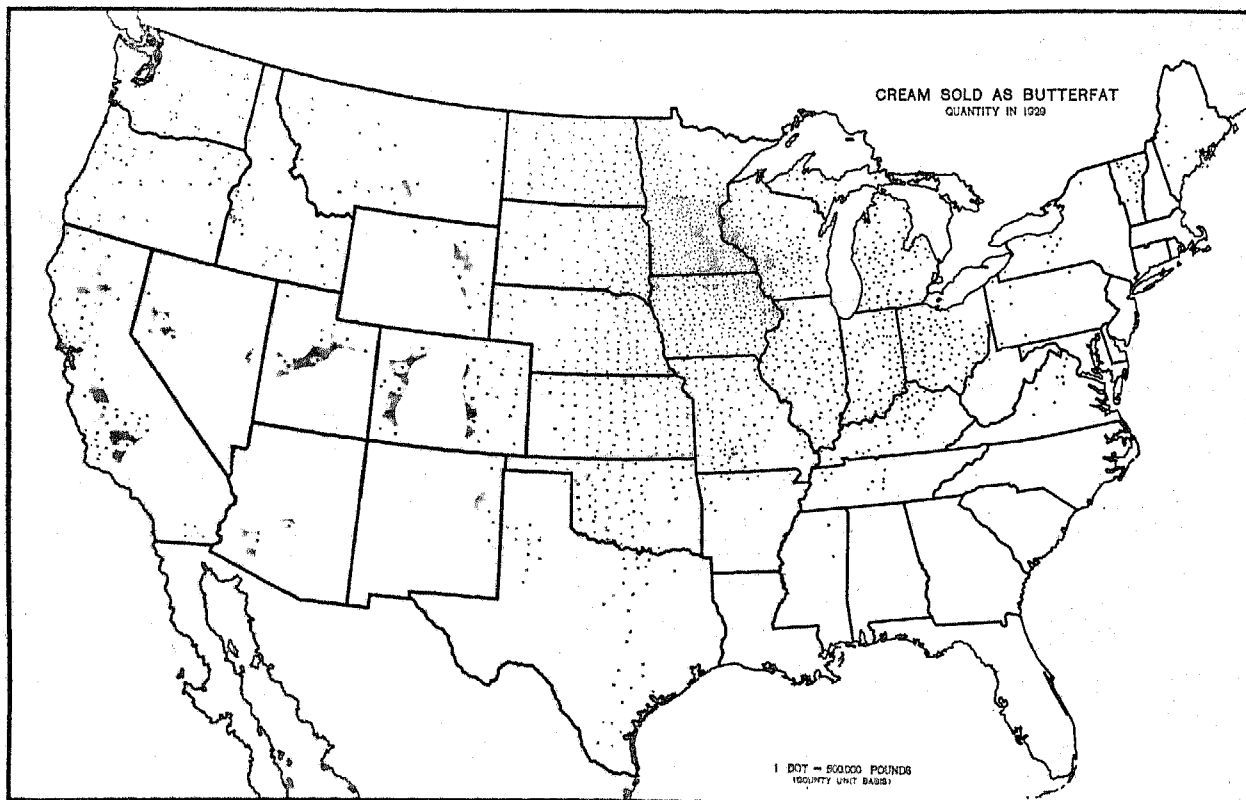 CREAM SOLD AS BUTTERFAT
QUANTITY IN 1929
1 DOT = 500,000 POUNDS
(COUNTY UNIT BASIS)